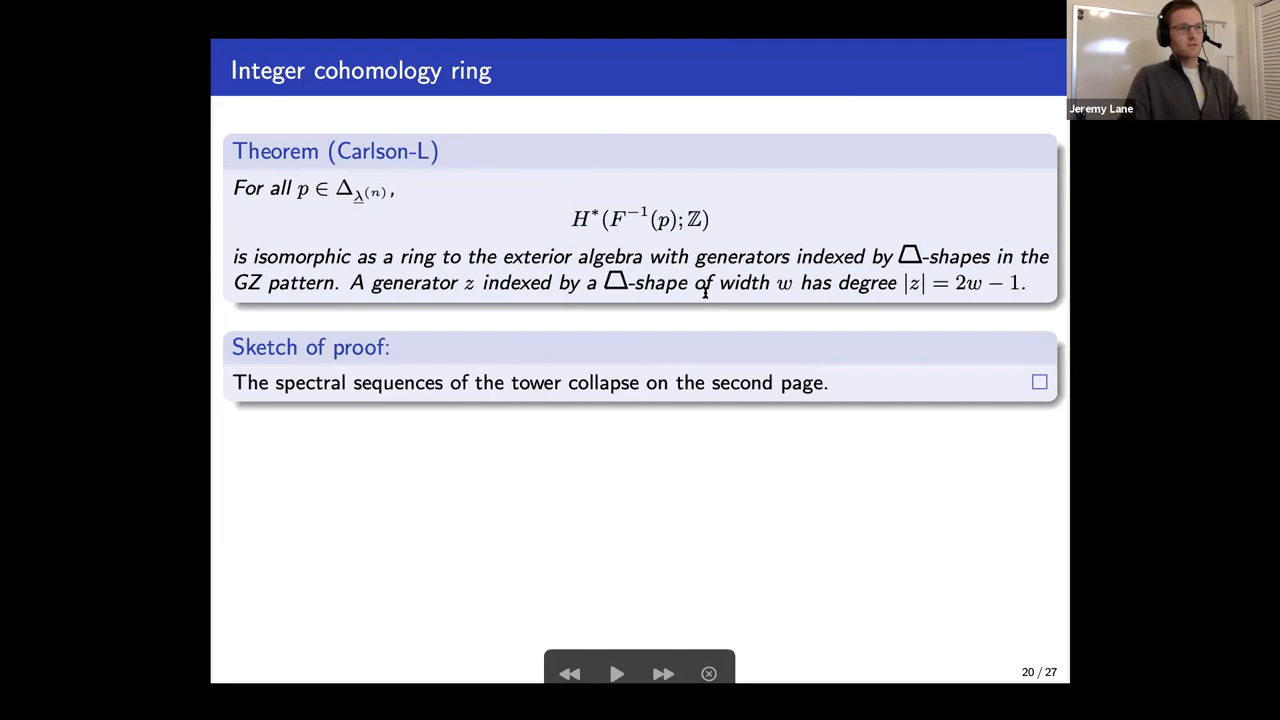 Integer cohomology ring
Jeremy Lane
Theorem (Carlson-L)
For all p ∈ Δ_{λ̲^{(n)}},
H*(F⁻¹(p); ℤ)
is isomorphic as a ring to the exterior algebra with generators indexed by ⏢-shapes in the
GZ pattern. A generator z indexed by a ⏢-shape of width w has degree |z| = 2w − 1.
Sketch of proof:
The spectral sequences of the tower collapse on the second page. □
20 / 27